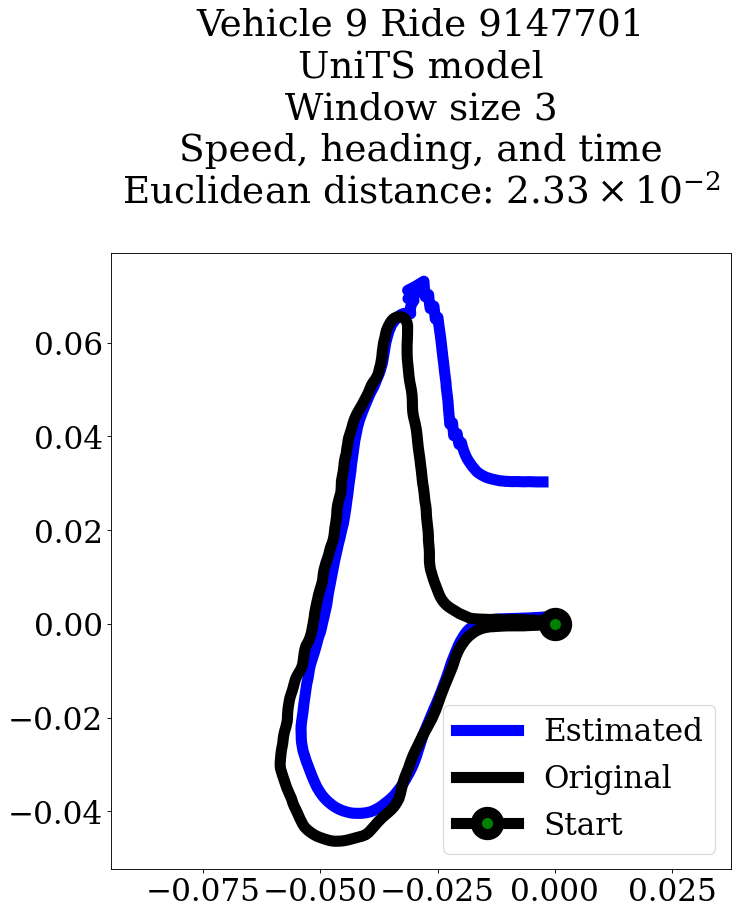 Vehicle 9 Ride 9147701
UniTS model
Window size 3
Speed, heading, and time
Euclidean distance: 2.33 × 10⁻²
0.06
0.04
0.02
0.00
−0.02
−0.04
Estimated
Original
Start
−0.075 −0.050 −0.025 0.000 0.025